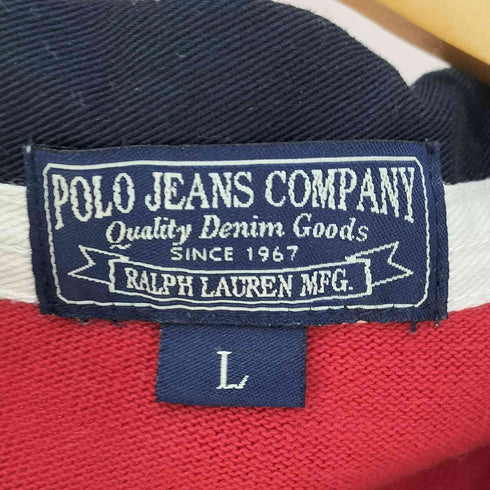 POLO JEANS COMPANY
Quality Denim Goods
SINCE 1967
RALPH LAUREN MFG.
L